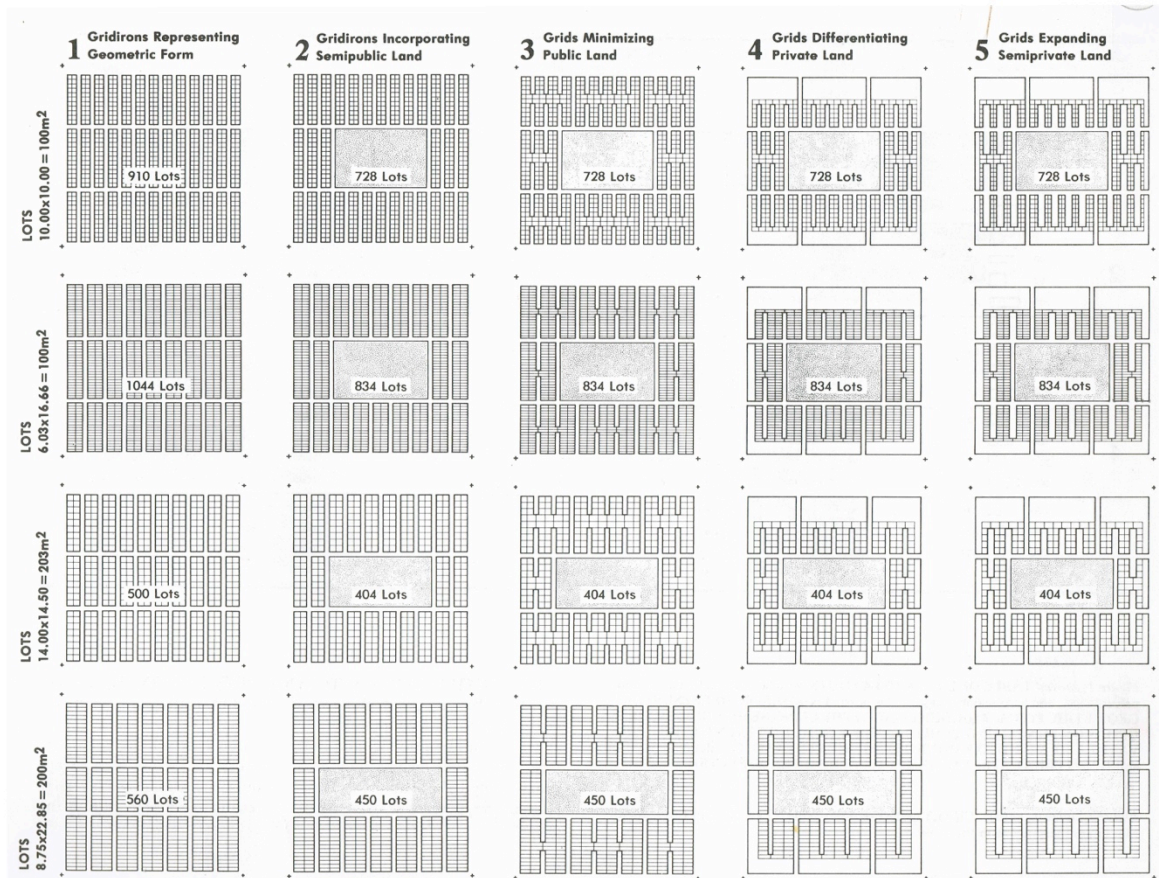 1 Gridirons Representing
Geometric Form
2 Gridirons Incorporating
Semipublic Land
3 Grids Minimizing
Public Land
4 Grids Differentiating
Private Land
5 Grids Expanding
Semiprivate Land
LOTS
10.00x10.00 = 100m²
910 Lots
728 Lots
728 Lots
728 Lots
728 Lots
LOTS
6.03x16.66 = 100m²
1044 Lots
834 Lots
834 Lots
834 Lots
834 Lots
LOTS
14.00x14.50 = 203m²
500 Lots
404 Lots
404 Lots
404 Lots
404 Lots
LOTS
8.75x22.85 = 200m²
560 Lots
450 Lots
450 Lots
450 Lots
450 Lots